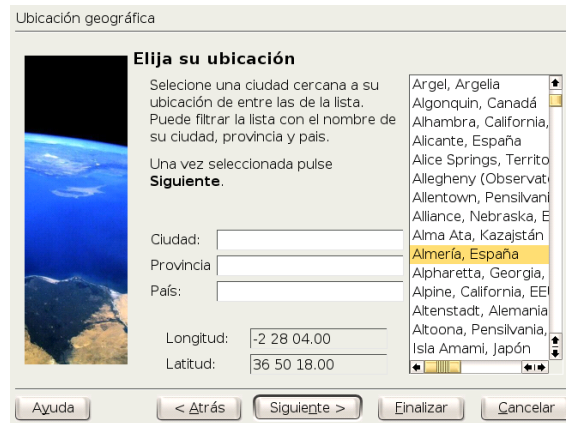 Ubicación geográfica
Elija su ubicación
Selecione una ciudad cercana a su
ubicación de entre las de la lista.
Puede filtrar la lista con el nombre de
su ciudad, provincia y pais.
Una vez seleccionada pulse
Siguiente.
Ciudad:
Provincia
País:
Longitud: -2 28 04.00
Latitud: 36 50 18.00
Argel, Argelia
Algonquin, Canadá
Alhambra, California,
Alicante, España
Alice Springs, Territo
Allegheny (Observat
Allentown, Pensilvani
Alliance, Nebraska, E
Alma Ata, Kazajstán
Almería, España
Alpharetta, Georgia,
Alpine, California, EE
Altenstadt, Alemania
Altoona, Pensilvania,
Isla Amami, Japón
Ayuda
< Atrás
Siguiente >
Finalizar
Cancelar